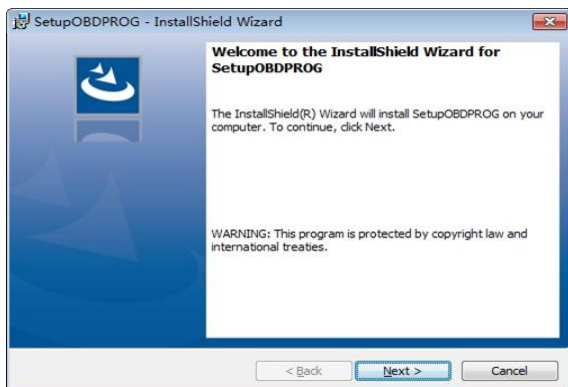 SetupOBDPROG - InstallShield Wizard
Welcome to the InstallShield Wizard for
SetupOBDPROG
The InstallShield(R) Wizard will install SetupOBDPROG on your
computer. To continue, click Next.
WARNING: This program is protected by copyright law and
international treaties.
< Back Next > Cancel